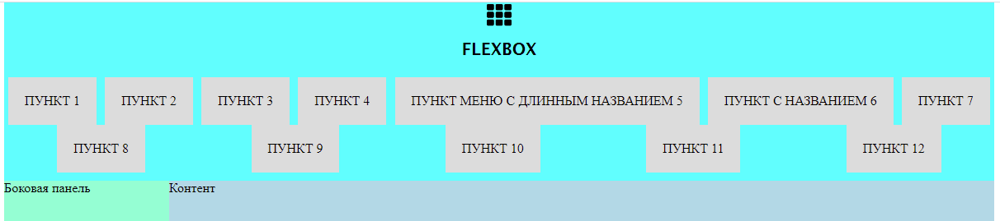 FLEXBOX
ПУНКТ 1 ПУНКТ 2 ПУНКТ 3 ПУНКТ 4 ПУНКТ МЕНЮ С ДЛИННЫМ НАЗВАНИЕМ 5 ПУНКТ С НАЗВАНИЕМ 6 ПУНКТ 7
ПУНКТ 8 ПУНКТ 9 ПУНКТ 10 ПУНКТ 11 ПУНКТ 12
Боковая панель Контент